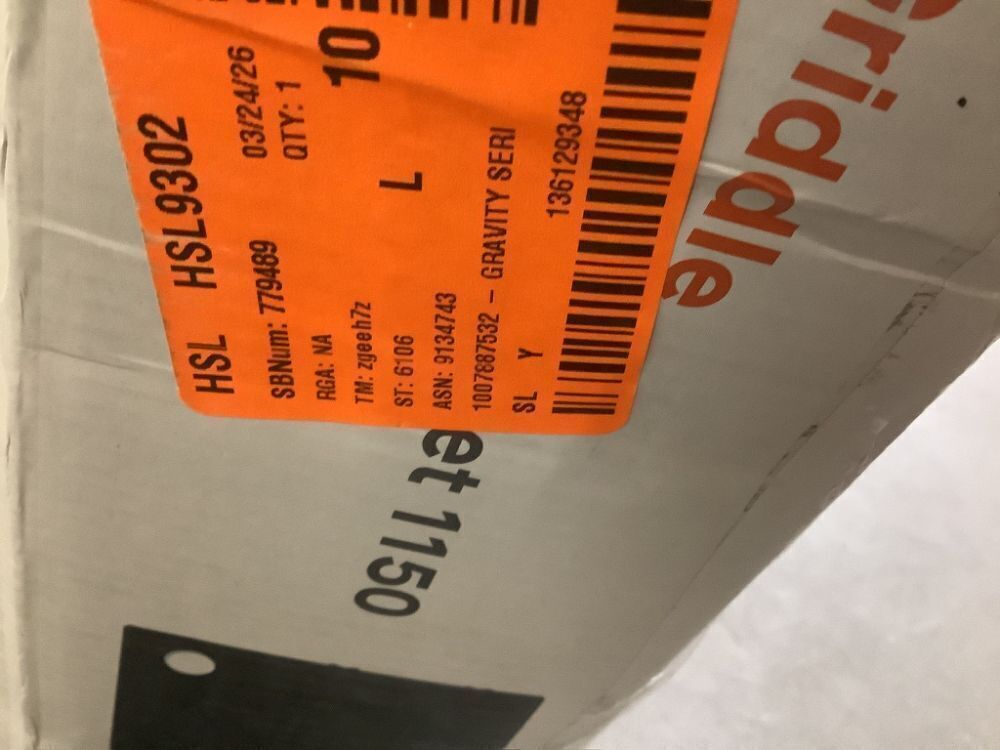 HSL HSL9302
SBNum: 779489 03/24/26
RGA: NA QTY: 1
TM: zgeeh7z 10
ST: 6106 L
ASN: 9134743
1007887532 – GRAVITY SERI
SL Y 136129348
riddle
et 1150